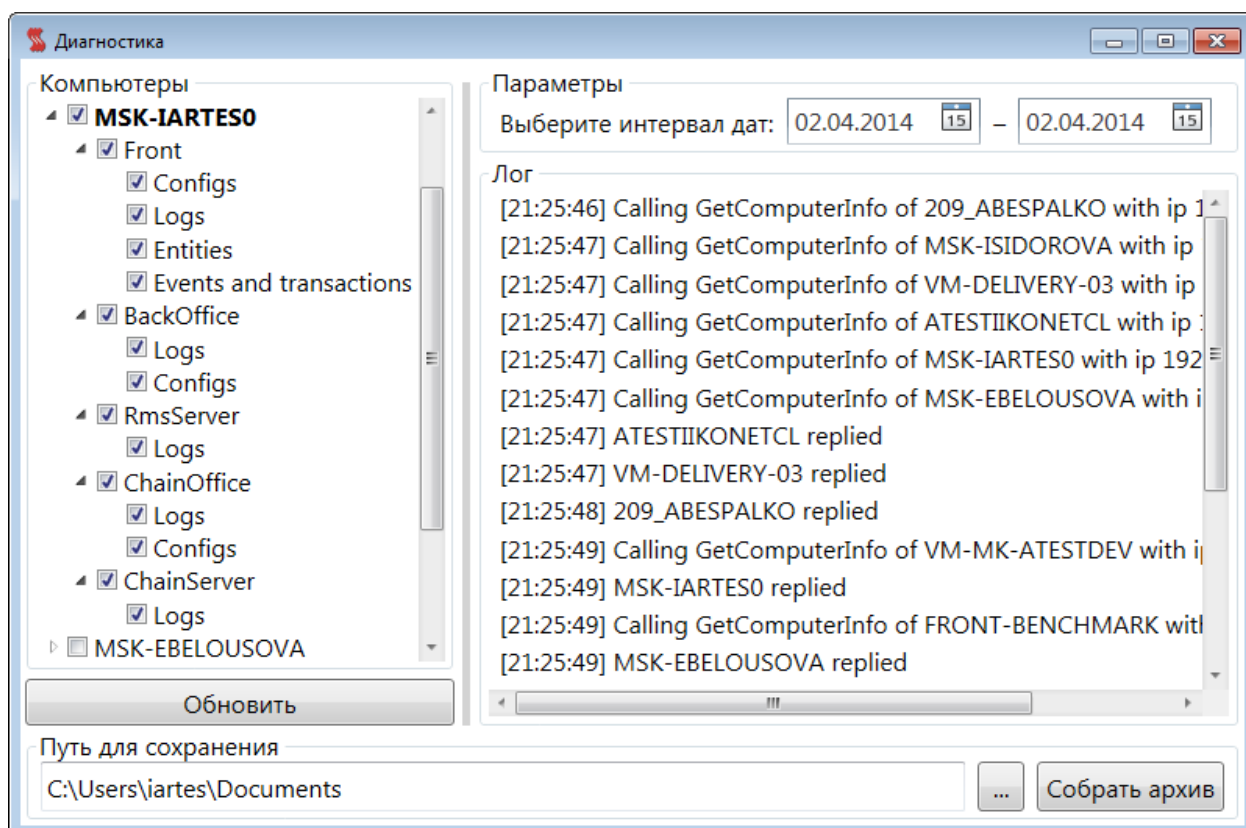 Диагностика
Компьютеры
MSK-IARTES0
Front
Configs
Logs
Entities
Events and transactions
BackOffice
Logs
Configs
RmsServer
Logs
ChainOffice
Logs
Configs
ChainServer
Logs
MSK-EBELOUSOVA
Обновить
Параметры
Выберите интервал дат: 02.04.2014 15 – 02.04.2014 15
Лог
[21:25:46] Calling GetComputerInfo of 209_ABESPALKO with ip 1
[21:25:47] Calling GetComputerInfo of MSK-ISIDOROVA with ip
[21:25:47] Calling GetComputerInfo of VM-DELIVERY-03 with ip
[21:25:47] Calling GetComputerInfo of ATESTIIKONETCL with ip
[21:25:47] Calling GetComputerInfo of MSK-IARTES0 with ip 192
[21:25:47] Calling GetComputerInfo of MSK-EBELOUSOVA with i
[21:25:47] ATESTIIKONETCL replied
[21:25:47] VM-DELIVERY-03 replied
[21:25:48] 209_ABESPALKO replied
[21:25:49] Calling GetComputerInfo of VM-MK-ATESTDEV with ip
[21:25:49] MSK-IARTES0 replied
[21:25:49] Calling GetComputerInfo of FRONT-BENCHMARK with
[21:25:49] MSK-EBELOUSOVA replied
Путь для сохранения
C:\Users\iartes\Documents
...
Собрать архив